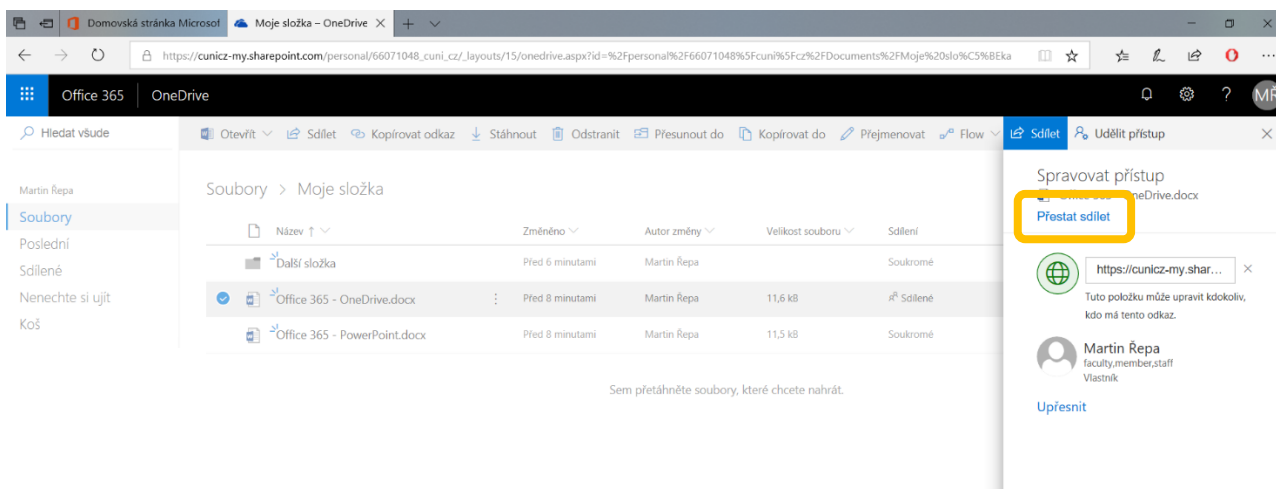 Domovská stránka Microsof
Moje složka – OneDrive
https://cunicz-my.sharepoint.com/personal/66071048_cuni_cz/_layouts/15/onedrive.aspx?id=%2Fpersonal%2F66071048%5Fcuni%5Fcz%2FDocuments%2FMoje%20slo%C5%BEka
Office 365 OneDrive ? MŘ
Hledat všude Otevřít Sdílet Kopírovat odkaz Stáhnout Odstranit Přesunout do Kopírovat do Přejmenovat Flow Sdílet Udělit přístup
Martin Řepa
Soubory
Poslední
Sdílené
Nenechte si ujít
Koš
Soubory > Moje složka
Název ↑ Změněno Autor změny Velikost souboru Sdílení
Další složka Před 6 minutami Martin Řepa Soukromé
Office 365 - OneDrive.docx Před 8 minutami Martin Řepa 11,6 kB Sdílené
Office 365 - PowerPoint.docx Před 8 minutami Martin Řepa 11,5 kB Soukromé
Sem přetáhněte soubory, které chcete nahrát.
Spravovat přístup
Office 365 - OneDrive.docx
Přestat sdílet
https://cunicz-my.shar...
Tuto položku může upravit kdokoliv,
kdo má tento odkaz.
Martin Řepa
faculty,member,staff
Vlastník
Upřesnit